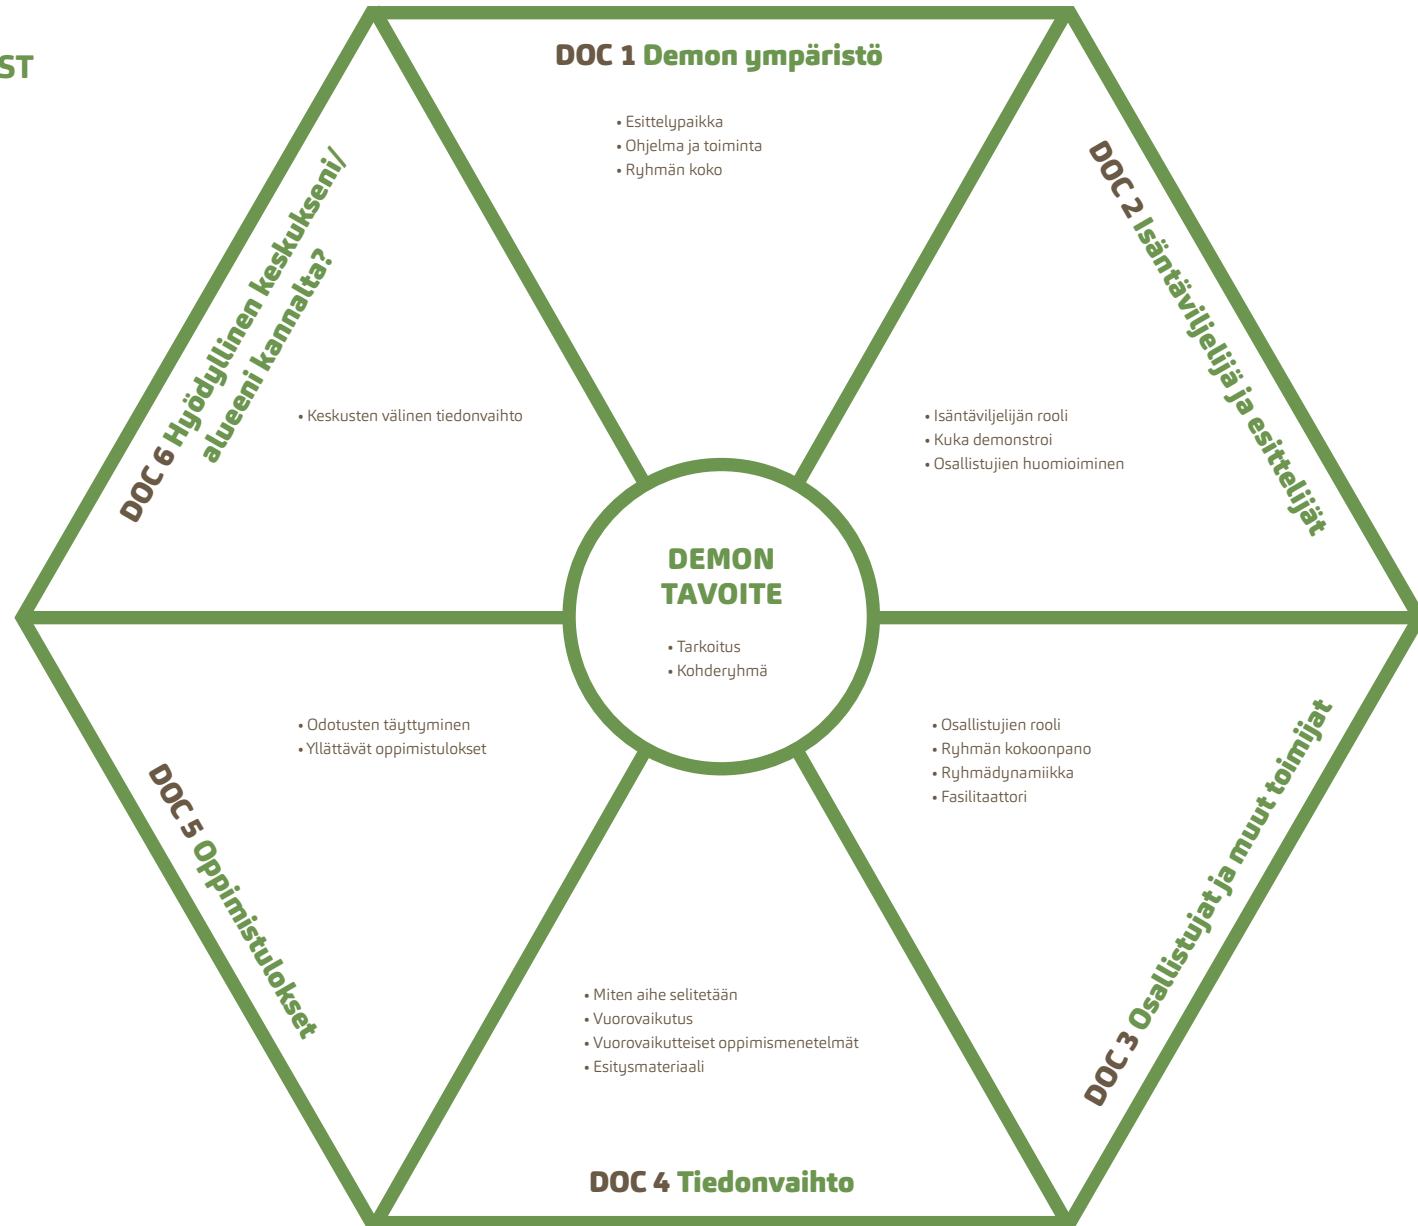 ST
DOC 1 Demon ympäristö
• Esittelypaikka
• Ohjelma ja toiminta
• Ryhmän koko
DOC 2 Isäntäviljelijä ja esittelijät
• Isäntäviljelijän rooli
• Kuka demonstroi
• Osallistujien huomioiminen
DOC 3 Osallistujat ja muut toimijat
• Osallistujien rooli
• Ryhmän kokoonpano
• Ryhmädynamiikka
• Fasilitaattori
DOC 4 Tiedonvaihto
• Miten aihe selitetään
• Vuorovaikutus
• Vuorovaikutteiset oppimismenetelmät
• Esitysmateriaali
DOC 5 Oppimistulokset
• Odotusten täyttyminen
• Yllättävät oppimistulokset
DOC 6 Hyödyllinen keskukseni/
alueeni kannalta?
• Keskusten välinen tiedonvaihto
DEMON
TAVOITE
• Tarkoitus
• Kohderyhmä